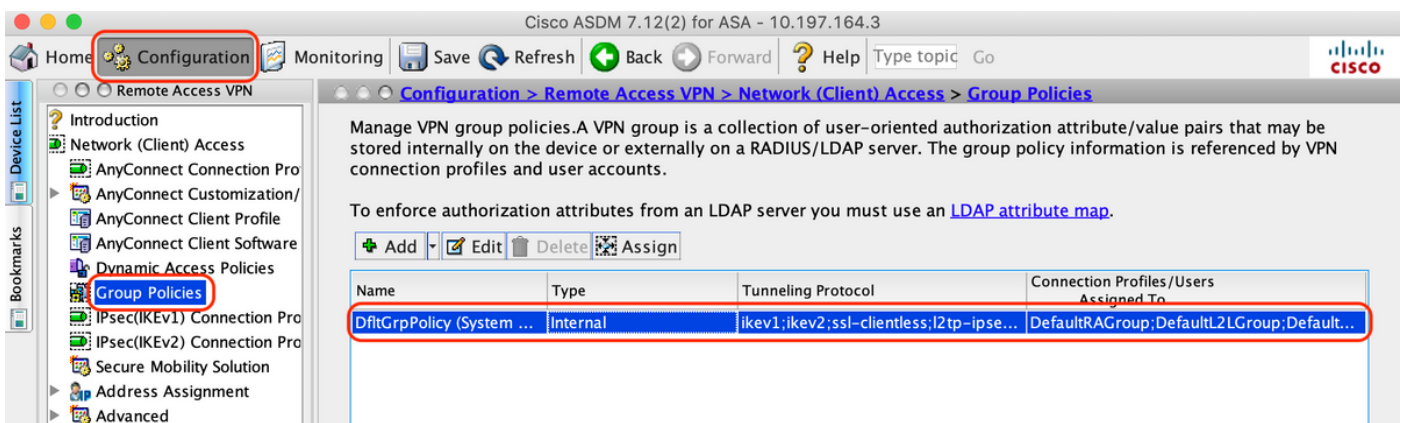 Cisco ASDM 7.12(2) for ASA - 10.197.164.3
Home Configuration Monitoring Save Refresh Back Forward Help Type topic Go
CISCO
Device List
Bookmarks
Remote Access VPN
Introduction
Network (Client) Access
AnyConnect Connection Pro
AnyConnect Customization/
AnyConnect Client Profile
AnyConnect Client Software
Dynamic Access Policies
Group Policies
IPsec(IKEv1) Connection Pro
IPsec(IKEv2) Connection Pro
Secure Mobility Solution
Address Assignment
Advanced
Configuration > Remote Access VPN > Network (Client) Access > Group Policies
Manage VPN group policies.A VPN group is a collection of user-oriented authorization attribute/value pairs that may be
stored internally on the device or externally on a RADIUS/LDAP server. The group policy information is referenced by VPN
connection profiles and user accounts.
To enforce authorization attributes from an LDAP server you must use an LDAP attribute map.
Add Edit Delete Assign
Name Type Tunneling Protocol Connection Profiles/Users
Assigned To
DfltGrpPolicy (System ... Internal ikev1;ikev2;ssl-clientless;l2tp-ipse... DefaultRAGroup;DefaultL2LGroup;Default...